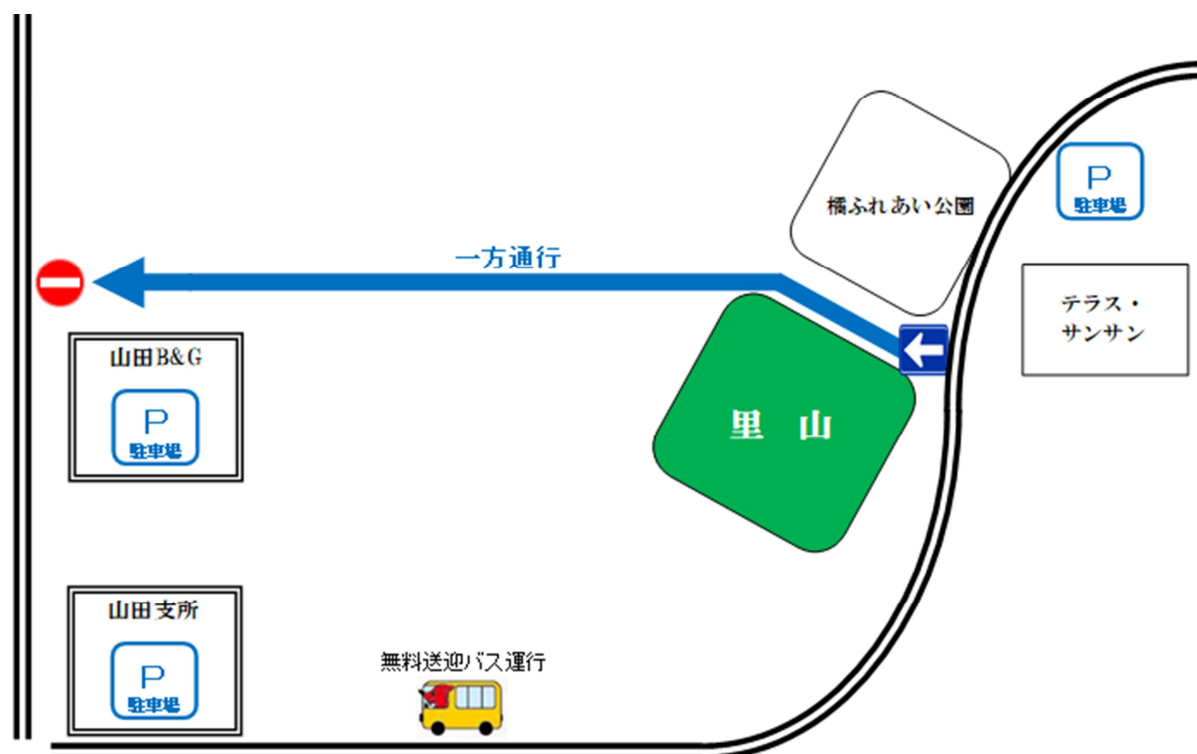 橘ふれあい公園
P
駐車場
一方通行
テラス・
サンサン
山田B&G
P
駐車場
里 山
山田支所
P
駐車場
無料送迎バス運行